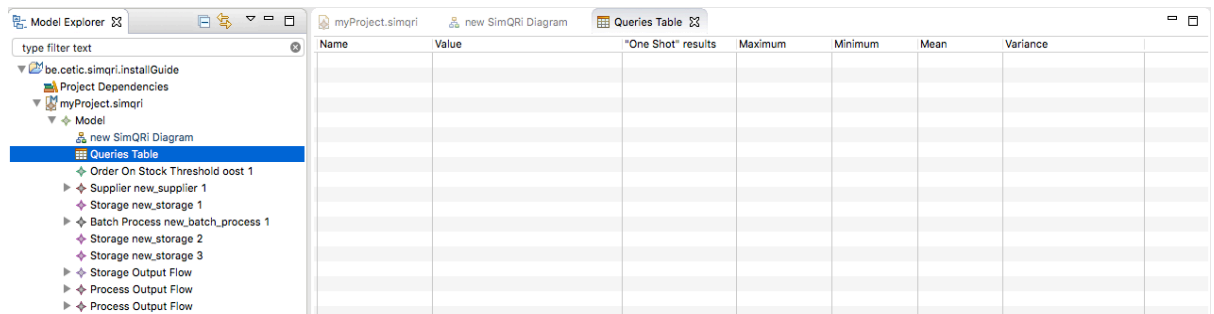 Model Explorer
type filter text
be.cetic.simqri.installGuide
Project Dependencies
myProject.simqri
Model
new SimQRi Diagram
Queries Table
Order On Stock Threshold oost 1
Supplier new_supplier 1
Storage new_storage 1
Batch Process new_batch_process 1
Storage new_storage 2
Storage new_storage 3
Storage Output Flow
Process Output Flow
Process Output Flow
myProject.simqri new SimQRi Diagram Queries Table
Name Value "One Shot" results Maximum Minimum Mean Variance